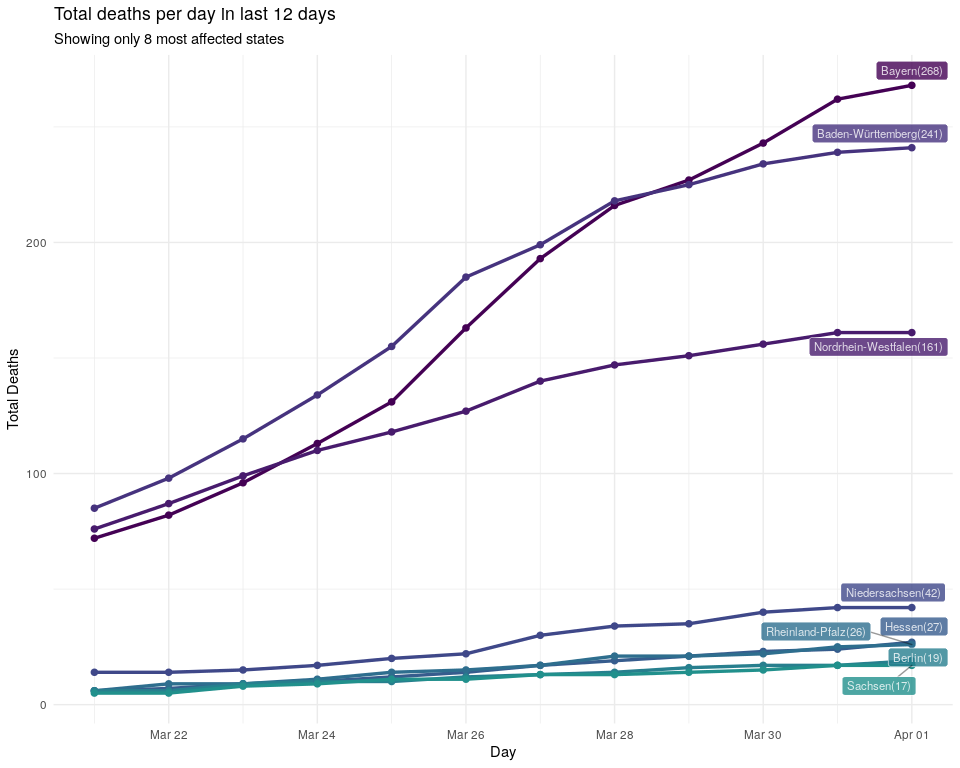 Total deaths per day in last 12 days
Showing only 8 most affected states
Bayern(268)
Baden-Württemberg(241)
200
Nordrhein-Westfalen(161)
Total Deaths
100
Niedersachsen(42)
Hessen(27)
Rheinland-Pfalz(26)
Berlin(19)
Sachsen(17)
0
Mar 22 Mar 24 Mar 26 Mar 28 Mar 30 Apr 01
Day